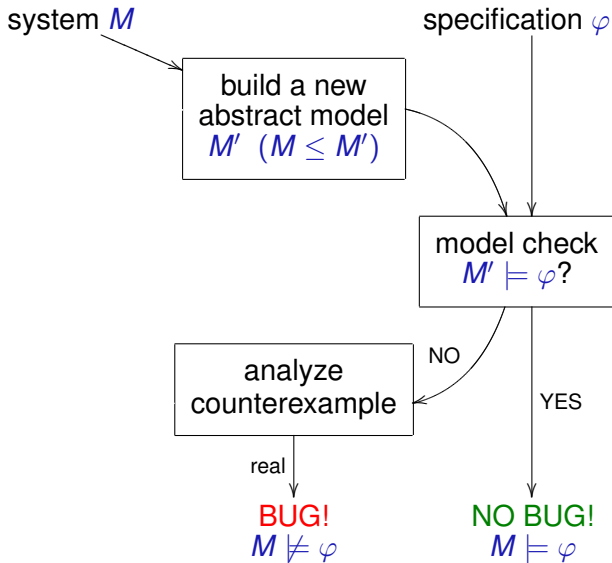 system M
specification φ
build a new
abstract model
M′ (M ≤ M′)
model check
M′ ⊨ φ?
NO
analyze
counterexample
YES
real
BUG!
M ⊭ φ
NO BUG!
M ⊨ φ